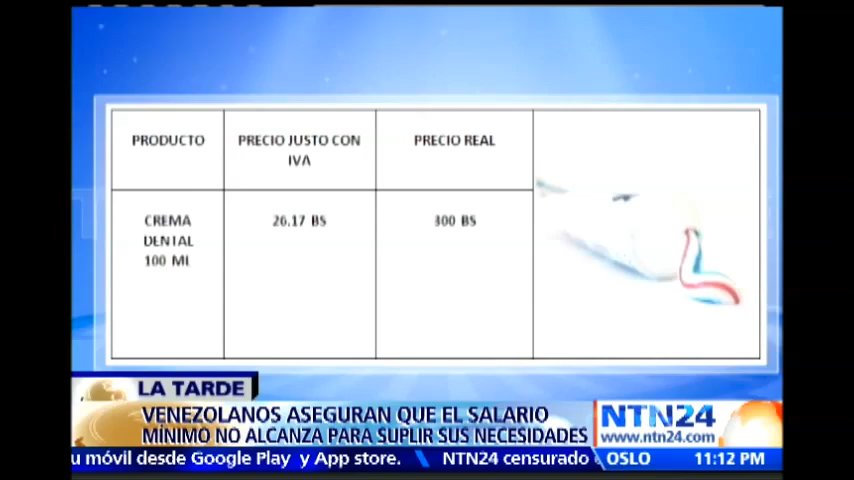 PRODUCTO
PRECIO JUSTO CON
IVA
PRECIO REAL
CREMA
DENTAL
100 ML
26,17 BS
300 BS
LA TARDE
VENEZOLANOS ASEGURAN QUE EL SALARIO
MÍNIMO NO ALCANZA PARA SUPLIR SUS NECESIDADES
NTN24
www.ntn24.com
u móvil desde Google Play y App store. \ NTN24 censurado
OSLO 11:12 PM